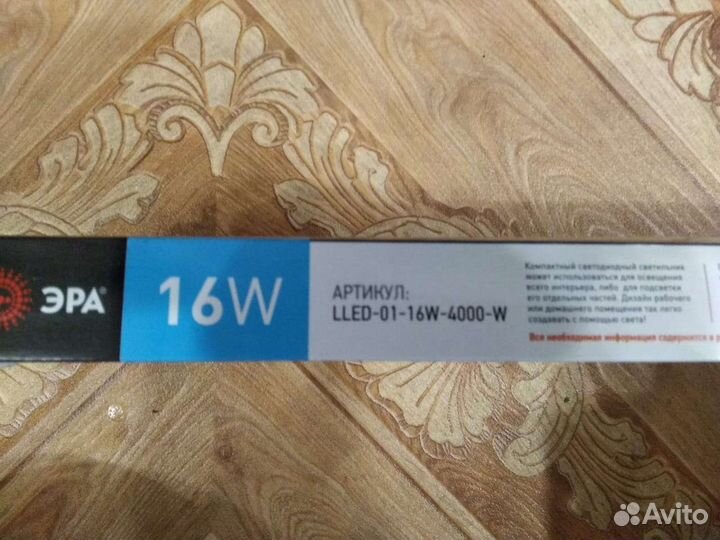 ЭРА®
16W
АРТИКУЛ:
LLED-01-16W-4000-W
Компактный светодиодный светильник
может использоваться для освещения
всего интерьера, либо для подсветки
его отдельных частей. Дизайн рабочего
или домашнего помещения так легко
создавать с помощью света!
Вся необходимая информация содержится в
Avito